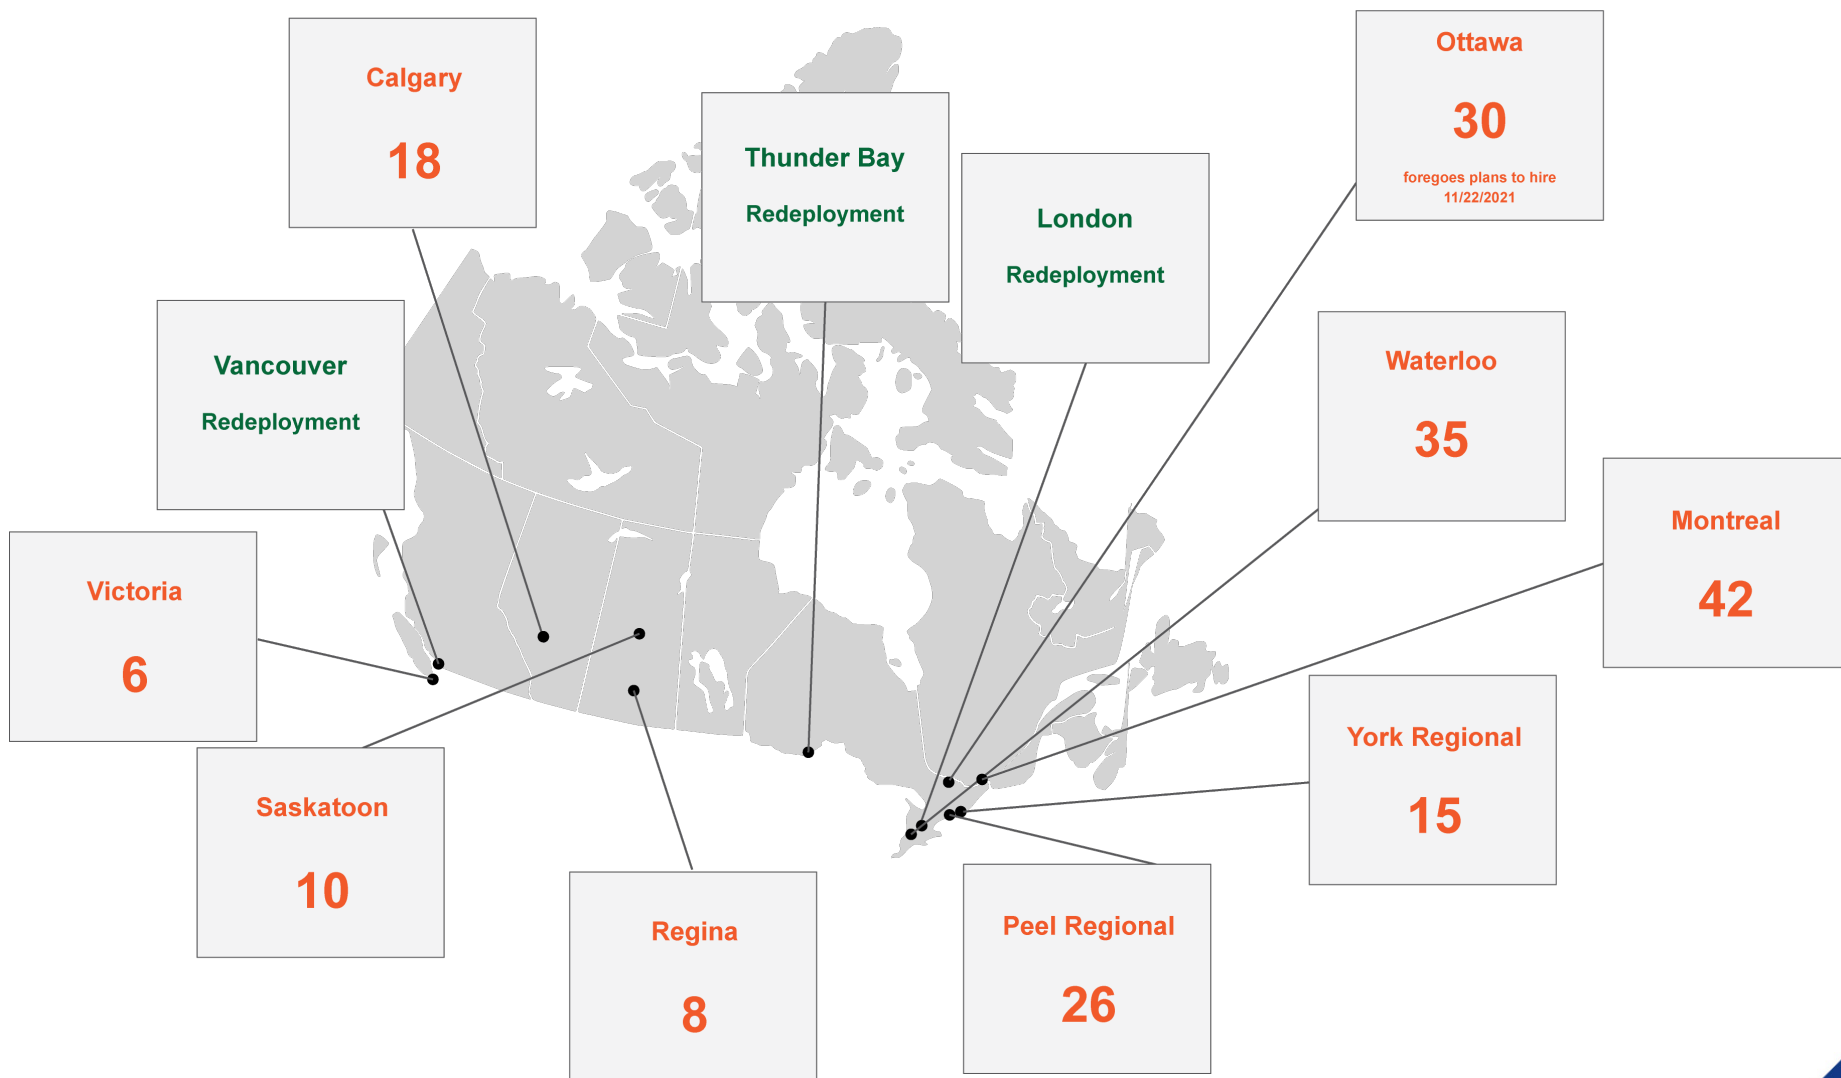 Calgary
18
Thunder Bay
Redeployment
London
Redeployment
Ottawa
30
foregoes plans to hire
11/22/2021
Vancouver
Redeployment
Waterloo
35
Montreal
42
Victoria
6
York Regional
15
Saskatoon
10
Regina
8
Peel Regional
26